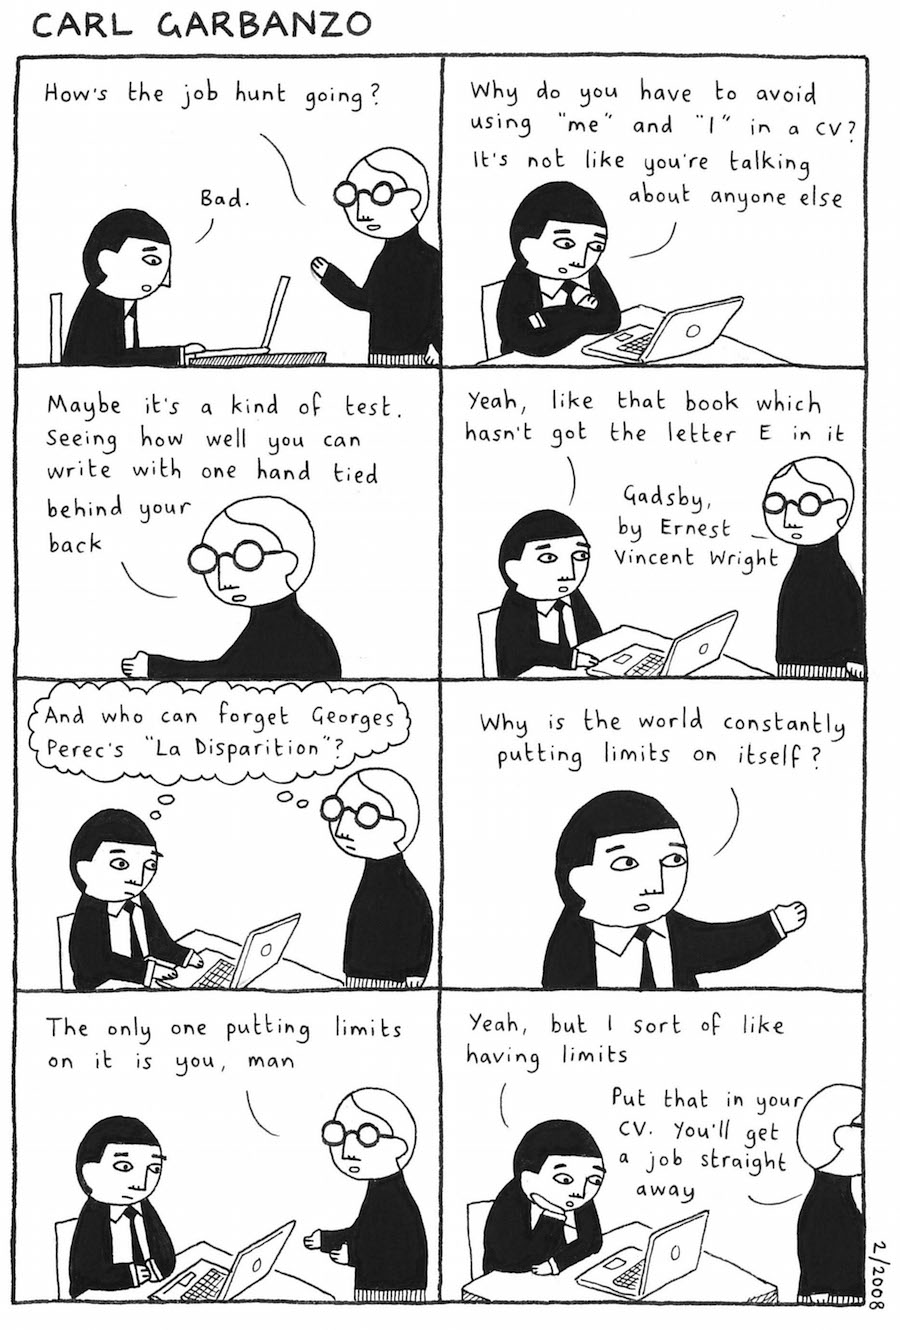 CARL GARBANZO
How's the job hunt going?
Bad.
Why do you have to avoid
using "me" and "I" in a CV?
It's not like you're talking
about anyone else
Maybe it's a kind of test.
Seeing how well you can
write with one hand tied
behind your
back
Yeah, like that book which
hasn't got the letter E in it
Gadsby,
by Ernest
Vincent Wright
And who can forget Georges
Perec's "La Disparition"?
Why is the world constantly
putting limits on itself?
The only one putting limits
on it is you, man
Yeah, but I sort of like
having limits
Put that in your
CV. You'll get
a job straight
away
2/2008